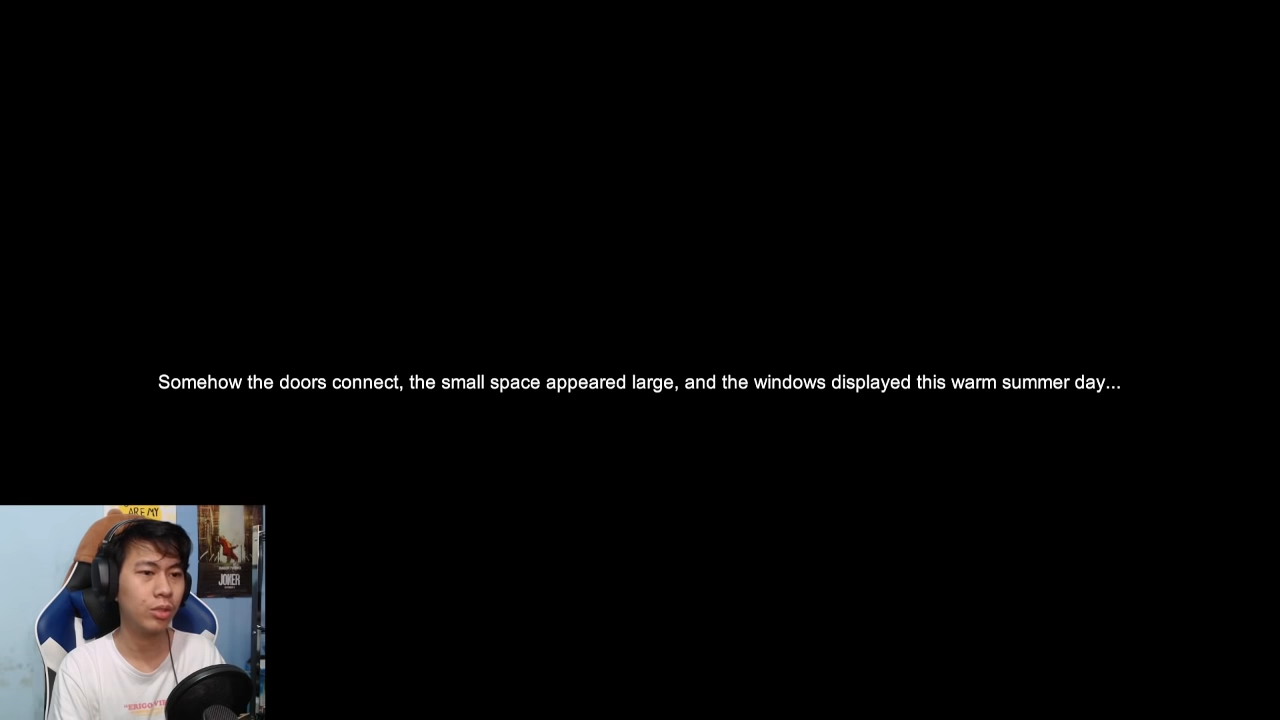 Somehow the doors connect, the small space appeared large, and the windows displayed this warm summer day...
ARE MY
JOKER